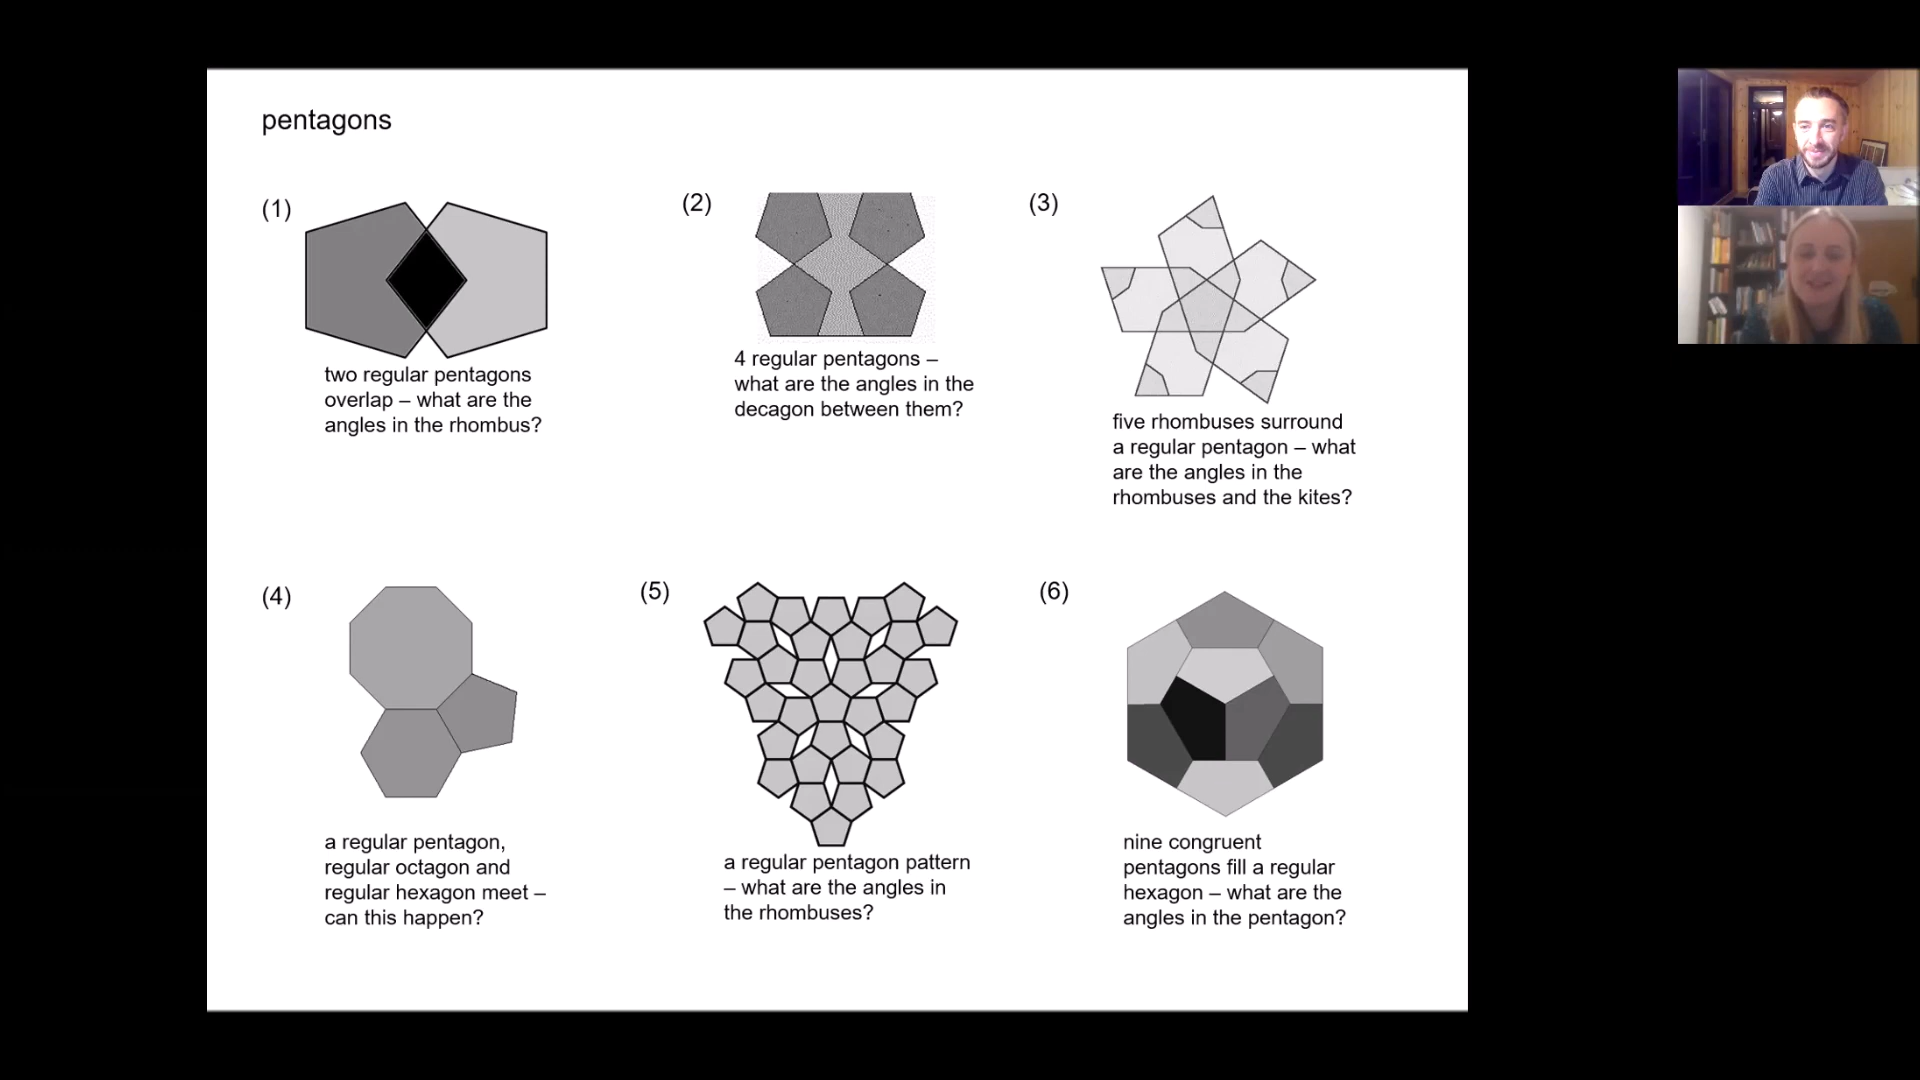 pentagons
(1)
two regular pentagons
overlap – what are the
angles in the rhombus?
(2)
4 regular pentagons –
what are the angles in the
decagon between them?
(3)
five rhombuses surround
a regular pentagon – what
are the angles in the
rhombuses and the kites?
(4)
a regular pentagon,
regular octagon and
regular hexagon meet –
can this happen?
(5)
a regular pentagon pattern
– what are the angles in
the rhombuses?
(6)
nine congruent
pentagons fill a regular
hexagon – what are the
angles in the pentagon?